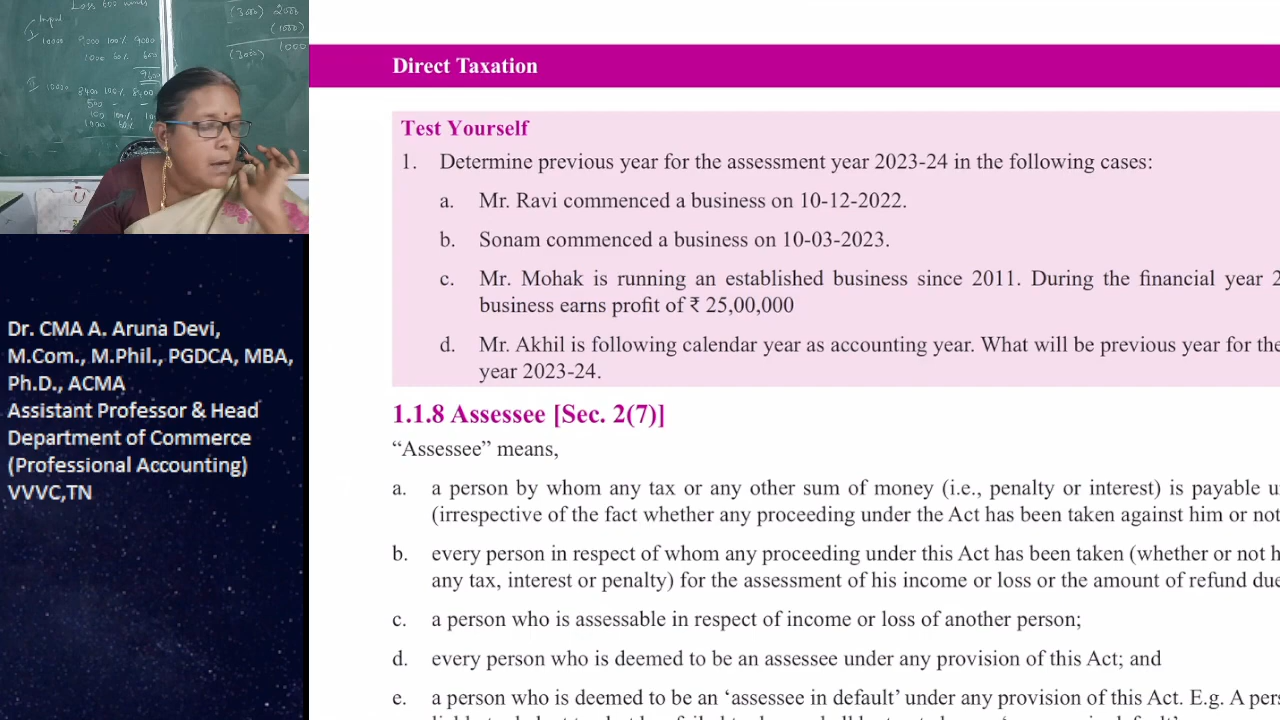 Direct Taxation
Test Yourself
1. Determine previous year for the assessment year 2023-24 in the following cases:
a. Mr. Ravi commenced a business on 10-12-2022.
b. Sonam commenced a business on 10-03-2023.
c. Mr. Mohak is running an established business since 2011. During the financial year 2
business earns profit of ₹ 25,00,000
d. Mr. Akhil is following calendar year as accounting year. What will be previous year for the
year 2023-24.
1.1.8 Assessee [Sec. 2(7)]
“Assessee” means,
a. a person by whom any tax or any other sum of money (i.e., penalty or interest) is payable u
(irrespective of the fact whether any proceeding under the Act has been taken against him or not
b. every person in respect of whom any proceeding under this Act has been taken (whether or not h
any tax, interest or penalty) for the assessment of his income or loss or the amount of refund due
c. a person who is assessable in respect of income or loss of another person;
d. every person who is deemed to be an assessee under any provision of this Act; and
e. a person who is deemed to be an ‘assessee in default’ under any provision of this Act. E.g. A pers
Dr. CMA A. Aruna Devi,
M.Com., M.Phil., PGDCA, MBA,
Ph.D., ACMA
Assistant Professor & Head
Department of Commerce
(Professional Accounting)
VVVC,TN
Input
(3000) 2000
(1000)
(3000) 1000